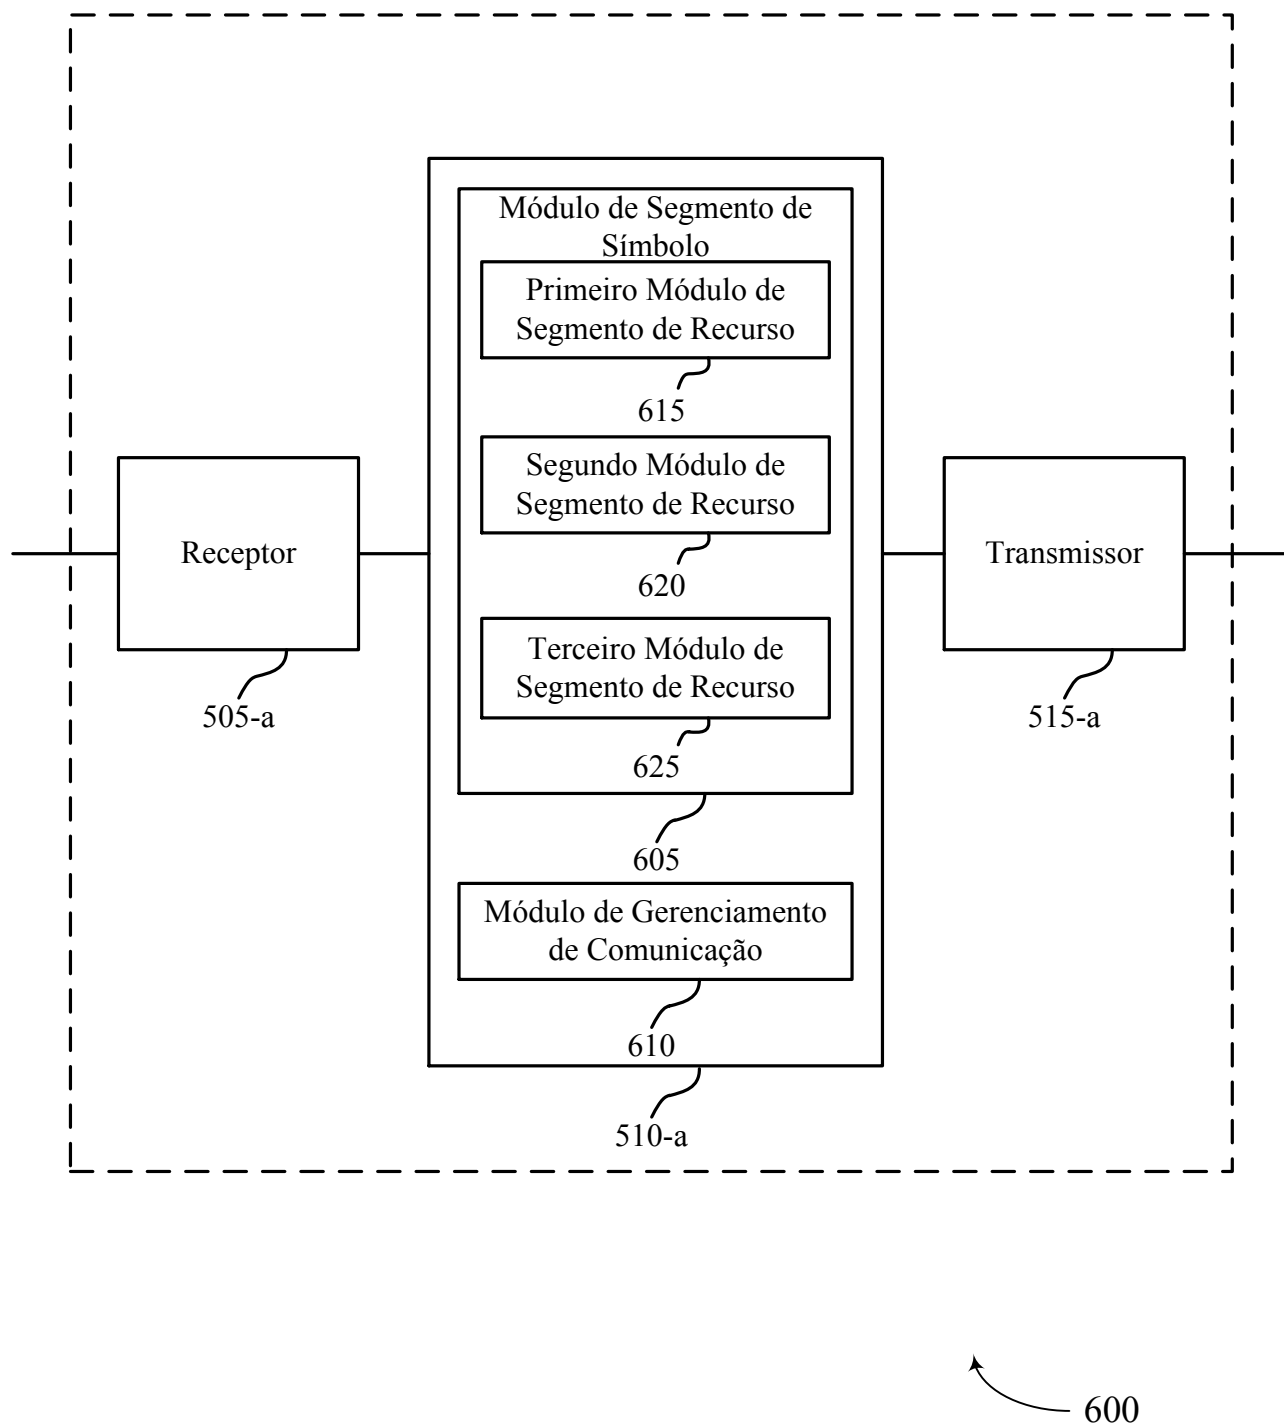 Módulo de Segmento de
Símbolo
Primeiro Módulo de
Segmento de Recurso
615
Segundo Módulo de
Segmento de Recurso
620
Terceiro Módulo de
Segmento de Recurso
625
605
Módulo de Gerenciamento
de Comunicação
610
510-a
Receptor
505-a
Transmissor
515-a
600